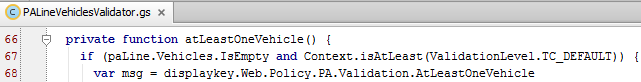 PALineVehiclesValidator.gs ×
66 private function atLeastOneVehicle() {
67 if (paLine.Vehicles.IsEmpty and Context.isAtLeast(ValidationLevel.TC_DEFAULT)) {
68 var msg = displaykey.Web.Policy.PA.Validation.AtLeastOneVehicle